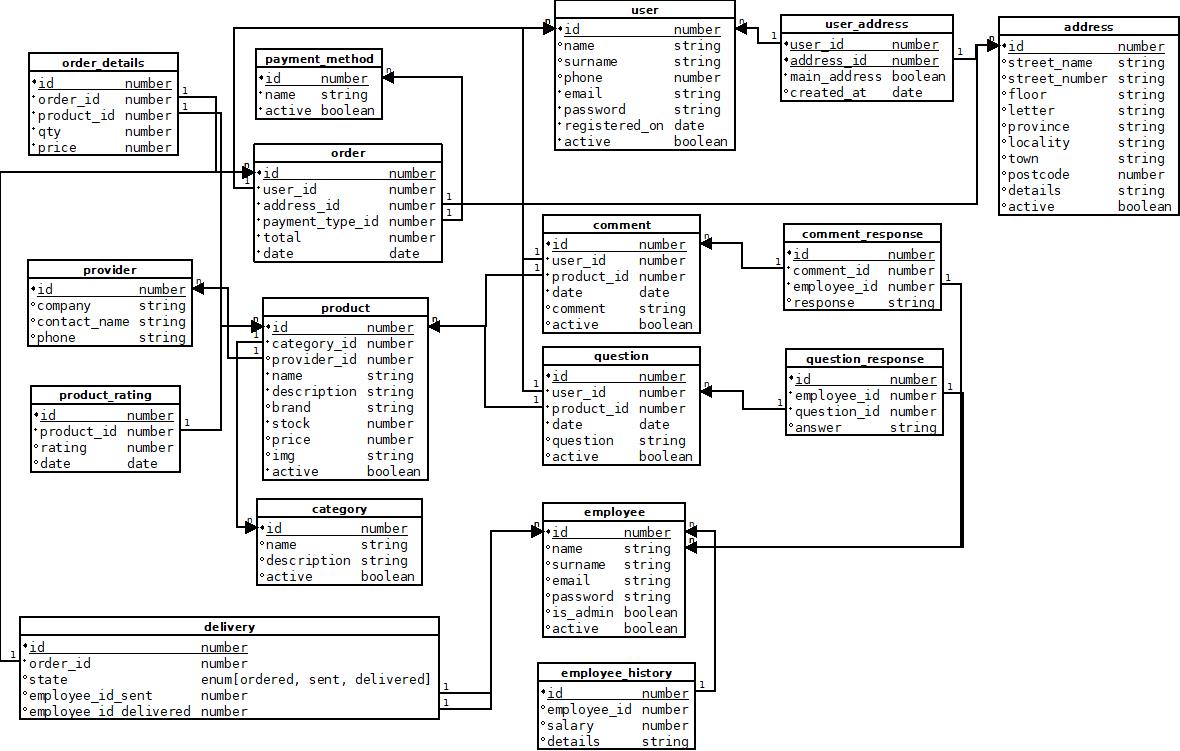 user
id number
name string
surname string
phone number
email string
password string
registered_on date
active boolean
user_address
user_id number
address_id number
main_address boolean
created_at date
address
id number
street_name string
street_number string
floor string
letter string
province string
locality string
town string
postcode number
details string
active boolean
order_details
id number
order_id number
product_id number
qty number
price number
payment_method
id number
name string
active boolean
order
id number
user_id number
address_id number
payment_type_id number
total number
date date
comment
id number
user_id number
product_id number
date date
comment string
active boolean
comment_response
id number
comment_id number
employee_id number
response string
provider
id number
company string
contact_name string
phone string
product
id number
category_id number
provider_id number
name string
description string
brand string
stock number
price number
img string
active boolean
question
id number
user_id number
product_id number
date date
question string
active boolean
question_response
id number
employee_id number
question_id number
answer string
product_rating
id number
product_id number
rating number
date date
category
id number
name string
description string
active boolean
employee
id number
name string
surname string
email string
password string
is_admin boolean
active boolean
delivery
id number
order_id number
state enum[ordered, sent, delivered]
employee_id_sent number
employee_id_delivered number
employee_history
id number
employee_id number
salary number
details string
n
1
1
n
1
1
n
n
1
1
1
n
1
n
1
1
n
n
1
1
1
n
1
1
n
1
1
1
n
n
n
n
1
1
1
1